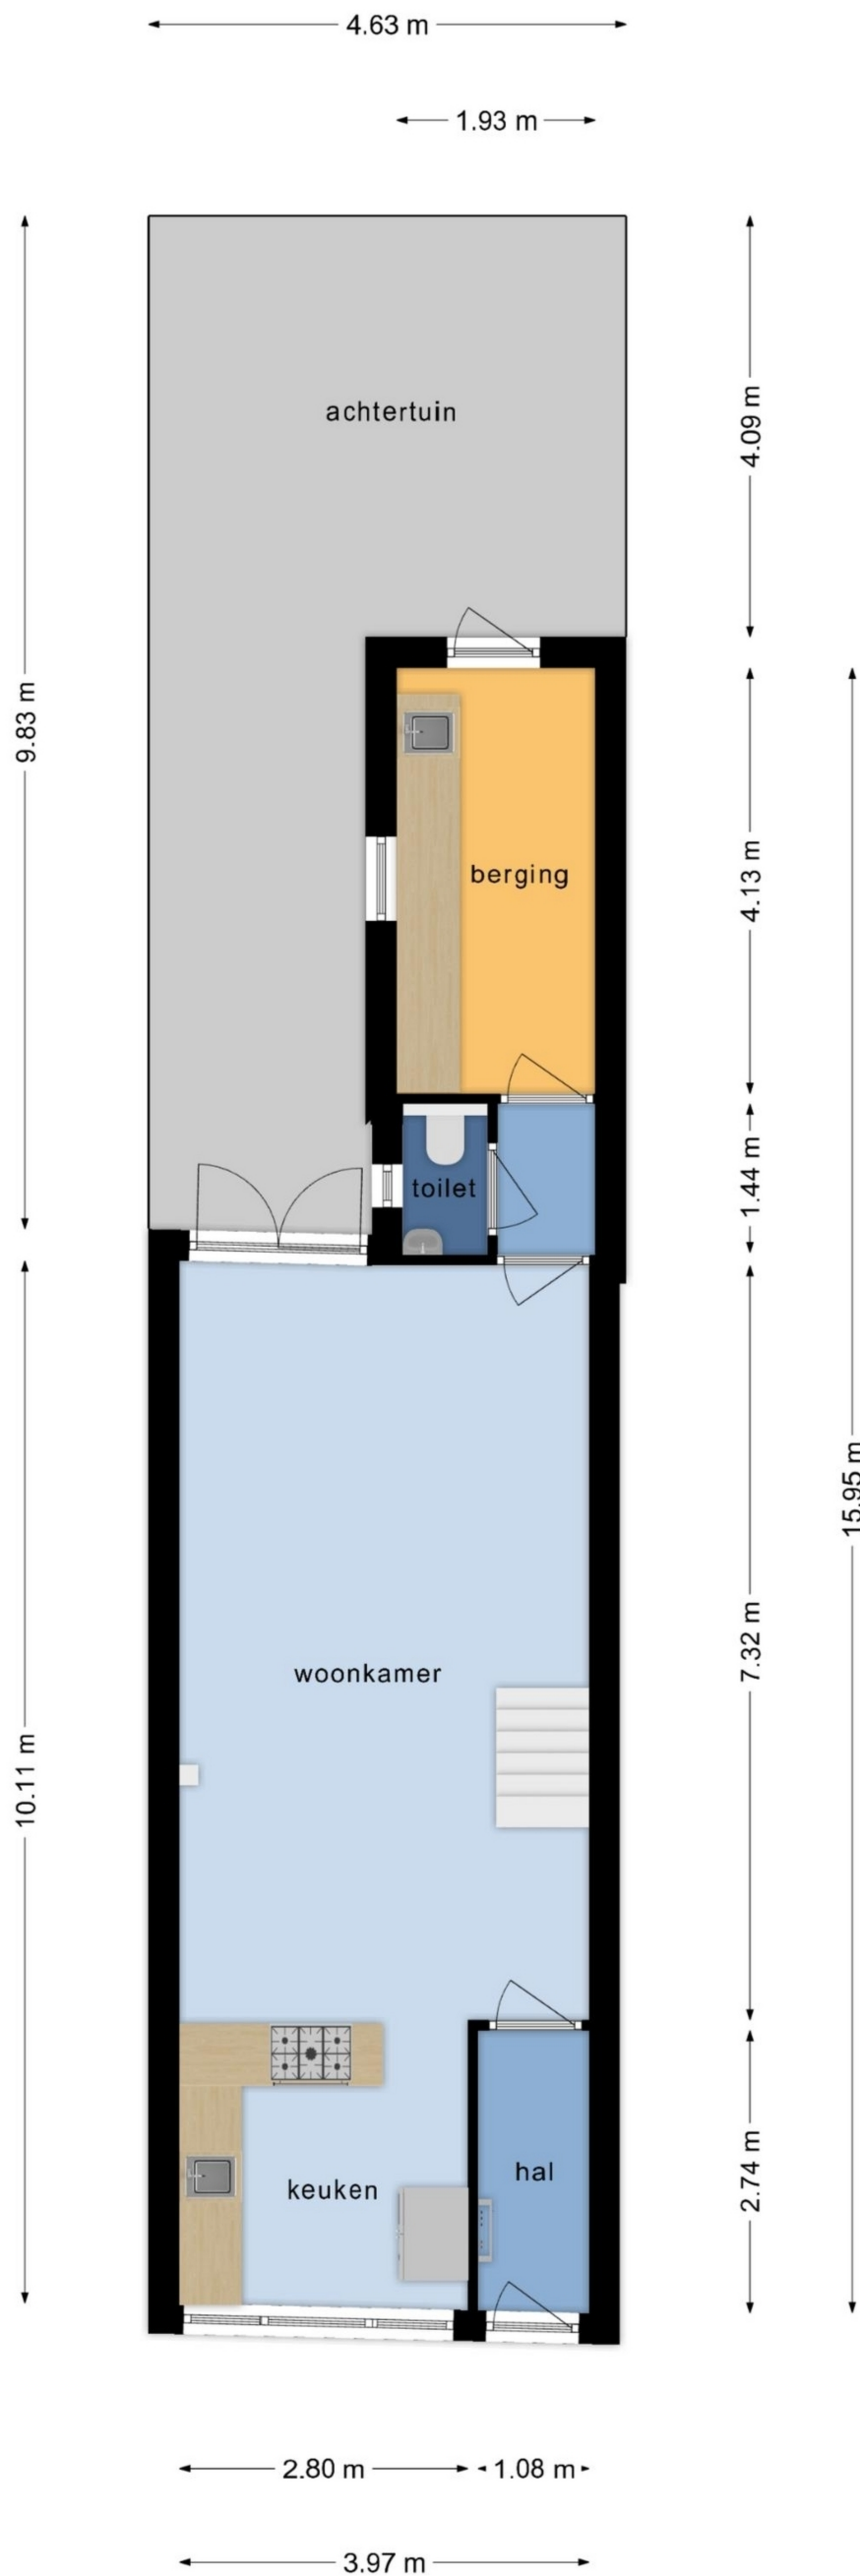 4.63 m
1.93 m
achtertuin
4.09 m
9.83 m
berging
4.13 m
toilet
1.44 m
15.95 m
woonkamer
7.32 m
10.11 m
hal
2.74 m
keuken
2.80 m
1.08 m
3.97 m